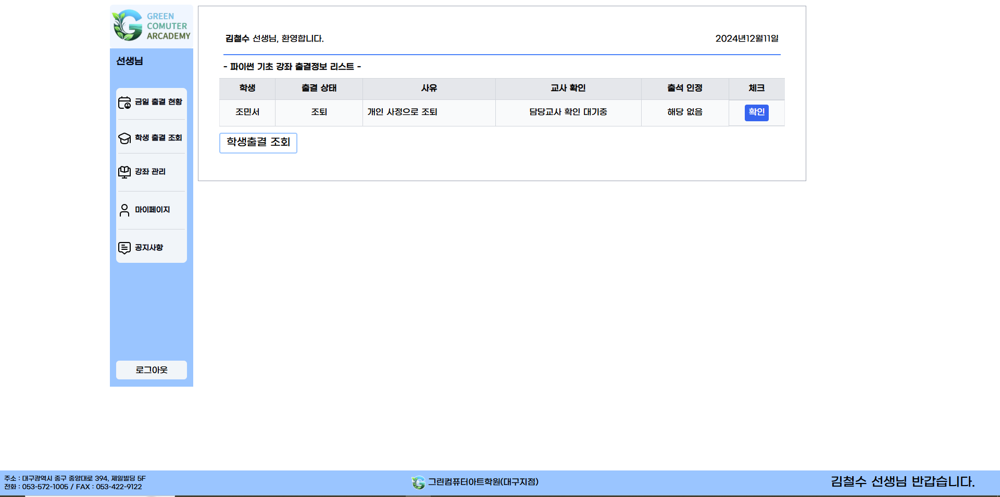 GREEN
COMUTER
ARCADEMY
선생님
금일 출결 현황
학생 출결 조회
강좌 관리
마이페이지
공지사항
로그아웃
김철수 선생님, 환영합니다.
2024년12월11일
- 파이썬 기초 강좌 출결정보 리스트 -
학생 출결 상태 사유 교사 확인 출석 인정 체크
조민서 조퇴 개인 사정으로 조퇴 담당교사 확인 대기중 해당 없음 확인
학생출결 조회
주소 : 대구광역시 중구 중앙대로 394, 제일빌딩 5F
전화 : 053-572-1005 / FAX : 053-422-9122
그린컴퓨터아트학원(대구지점)
김철수 선생님 반갑습니다.